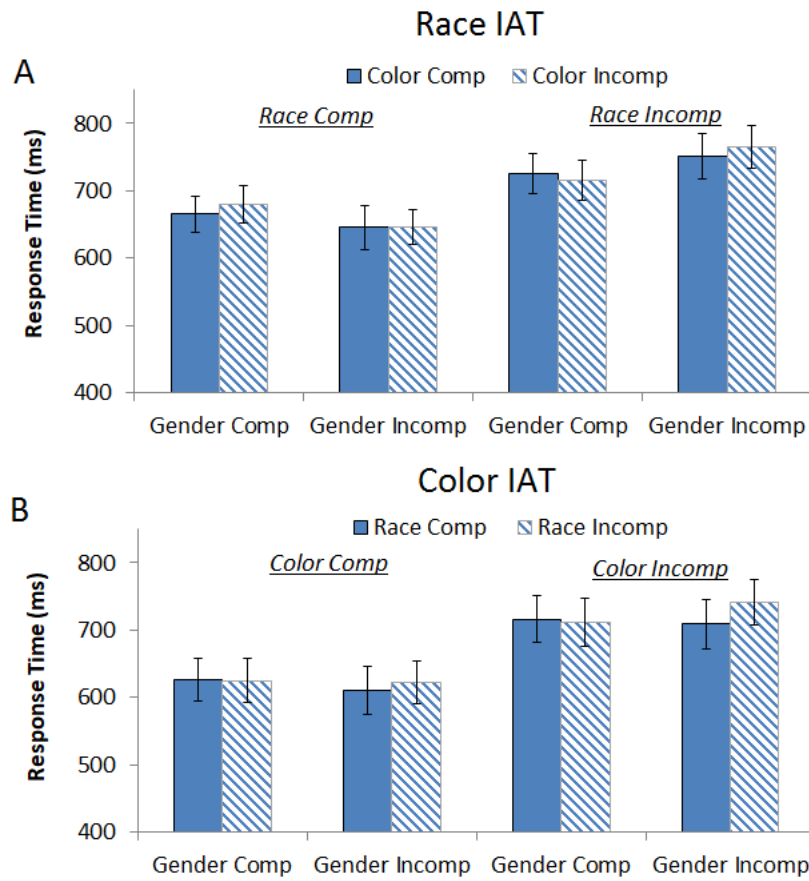 Race IAT
A
Color Comp Color Incomp
Race Comp Race Incomp
Response Time (ms)
800
700
600
500
400
Gender Comp Gender Incomp Gender Comp Gender Incomp
Color IAT
B
Race Comp Race Incomp
Color Comp Color Incomp
Response Time (ms)
800
700
600
500
400
Gender Comp Gender Incomp Gender Comp Gender Incomp